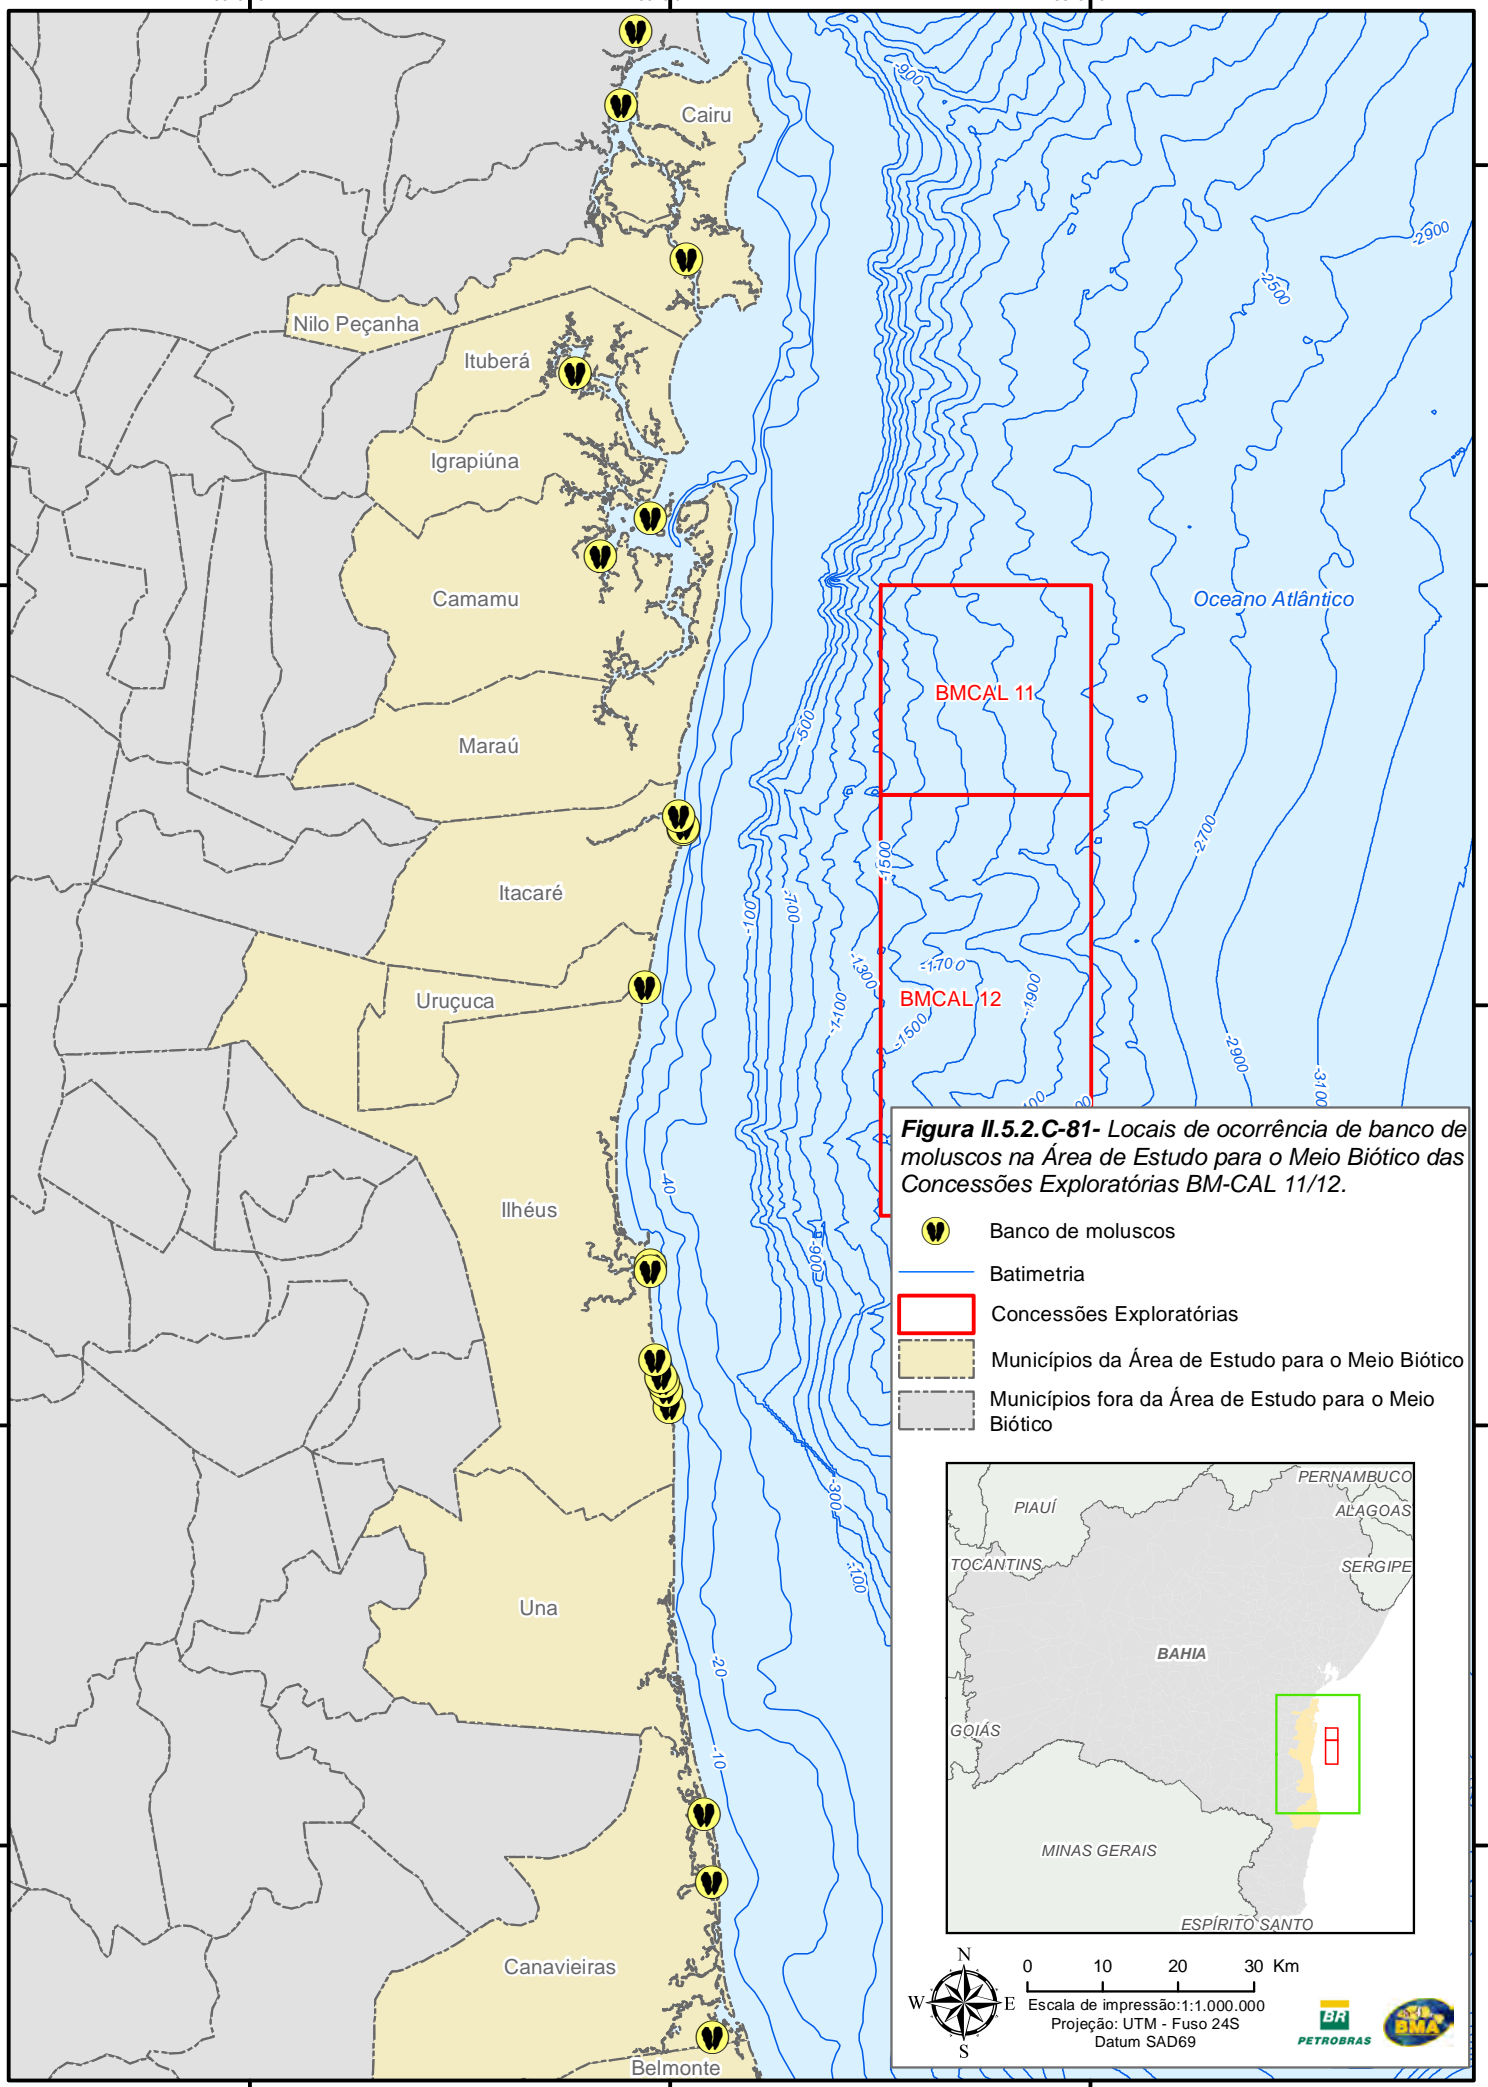 Cairu
-900
-2900
-2500
Nilo Peçanha
Ituberá
Igrapiúna
Camamu
Oceano Atlântico
BMCAL 11
-500
Maraú
-2700
-1500
Itacaré
-100
-700
-1300
-1700
-1900
Uruçuca
BMCAL 12
-1100
-1500
-2900
-3100
-40
Ilhéus
-900
-300
-100
Una
-20
-10
Canavieiras
Belmonte
Figura II.5.2.C-81- Locais de ocorrência de banco de
moluscos na Área de Estudo para o Meio Biótico das
Concessões Exploratórias BM-CAL 11/12.
Banco de moluscos
Batimetria
Concessões Exploratórias
Municípios da Área de Estudo para o Meio Biótico
Municípios fora da Área de Estudo para o Meio
Biótico
PERNAMBUCO
PIAUÍ
ALAGOAS
TOCANTINS
SERGIPE
BAHIA
GOIÁS
MINAS GERAIS
ESPÍRITO SANTO
N
W E
S
0 10 20 30 Km
Escala de impressão:1:1.000.000
Projeção: UTM - Fuso 24S
Datum SAD69
BR
PETROBRAS
BMA